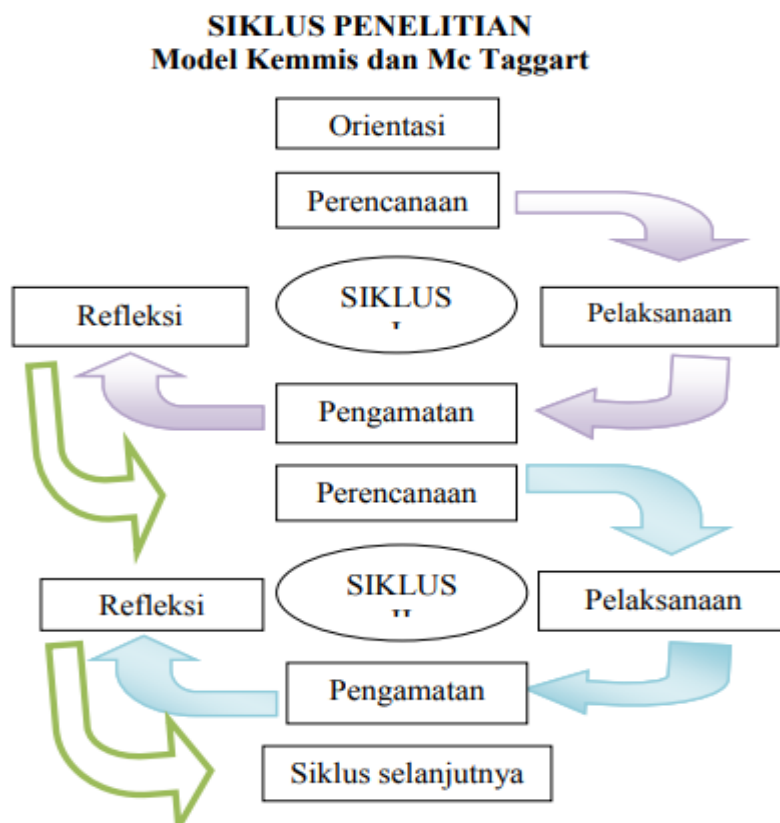 SIKLUS PENELITIAN
Model Kemmis dan Mc Taggart
Orientasi
Perencanaan
SIKLUS
I
Refleksi
Pelaksanaan
Pengamatan
Perencanaan
SIKLUS
II
Refleksi
Pelaksanaan
Pengamatan
Siklus selanjutnya